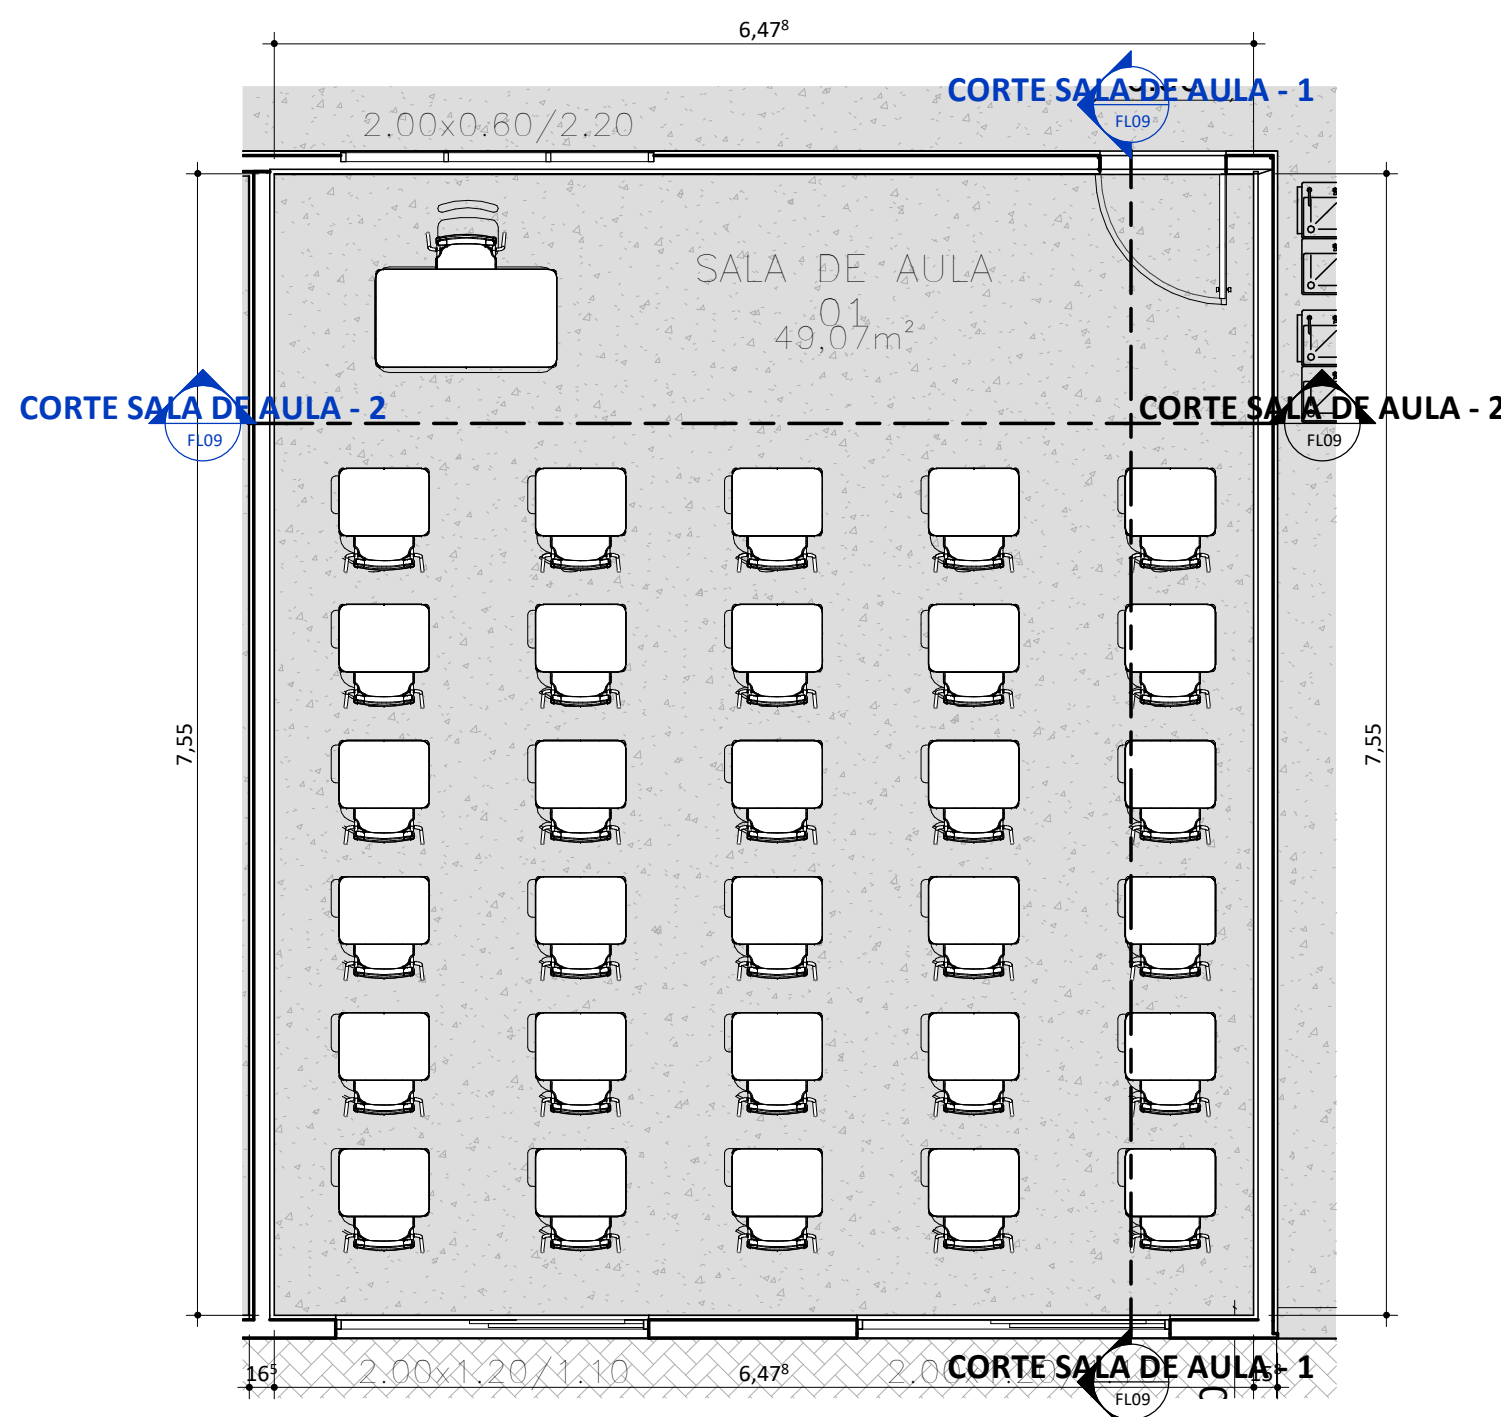 6,47⁸
CORTE SALA DE AULA - 1
FL09
2.00x0.60/2.20
SALA DE AULA
01
49,07m²
CORTE SALA DE AULA - 2
FL09
CORTE SALA DE AULA - 2
FL09
7,55
7,55
16⁵
2.00x1.20/1.10
6,47⁸
CORTE SALA DE AULA - 1
FL09